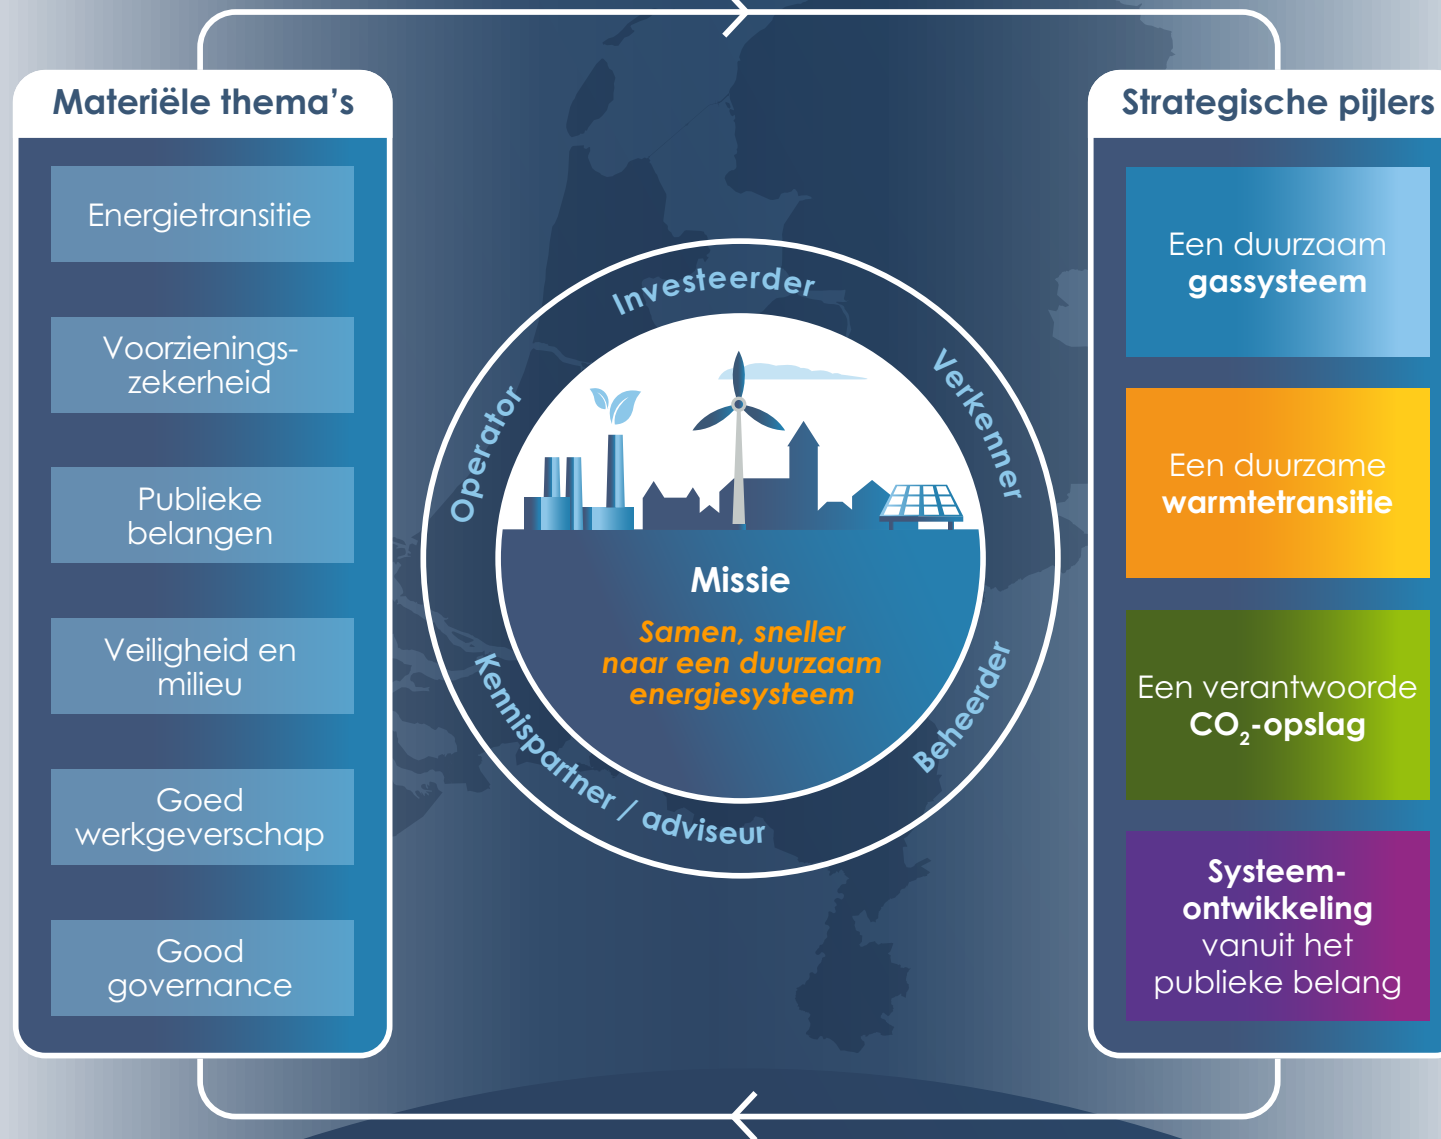 Materiële thema's
Energietransitie
Voorzienings-
zekerheid
Publieke
belangen
Veiligheid en
milieu
Goed
werkgeverschap
Good
governance
Investeerder
Verkenner
Operator
Beheerder
Kennispartner / adviseur
Missie
Samen, sneller
naar een duurzaam
energiesysteem
Strategische pijlers
Een duurzaam
gassysteem
Een duurzame
warmtetransitie
Een verantwoorde
CO₂-opslag
Systeem-
ontwikkeling
vanuit het
publieke belang